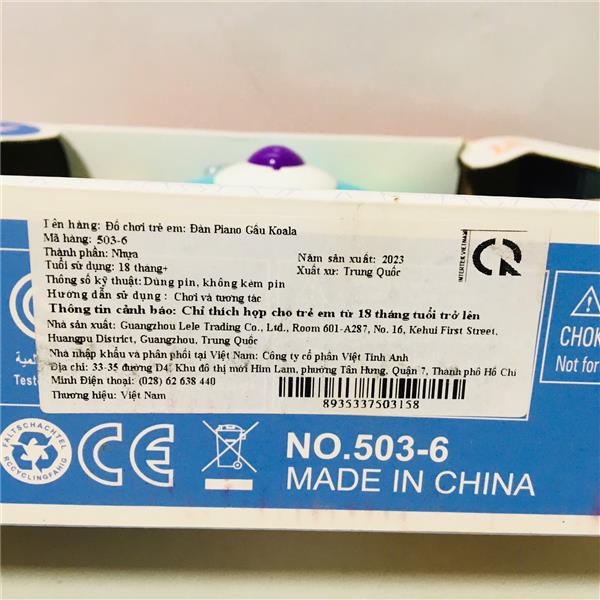 Tên hàng: Đồ chơi trẻ em: Đàn Piano Gấu Koala
Mã hàng: 503-6
Thành phần: Nhựa
Năm sản xuất: 2023
Tuổi sử dụng: 18 tháng+
Xuất xứ: Trung Quốc
Thông số kỹ thuật: Dùng pin, không kèm pin
Hướng dẫn sử dụng: Chơi và tương tác
Thông tin cảnh báo: Chỉ thích hợp cho trẻ em từ 18 tháng tuổi trở lên
Nhà sản xuất: Guangzhou Lele Trading Co., Ltd., Room 601-A287, No. 16, Kehui First Street,
Huangpu District, Guangzhou, Trung Quốc
Nhà nhập khẩu và phân phối tại Việt Nam: Công ty cổ phần Việt Tinh Anh
Địa chỉ: 33-35 đường D4, Khu đô thị mới Him Lam, phường Tân Hưng, Quận 7, Thành phố Hồ Chí
Minh Điện thoại: (028) 62 638 440
Thương hiệu: Việt Nam
8935337503158
INTERTEK VIETNAM
CR
CHOK
Not for
Teste
FALTSCHACHTEL
RCCYCLINGFÄHIG
CE
NO.503-6
MADE IN CHINA